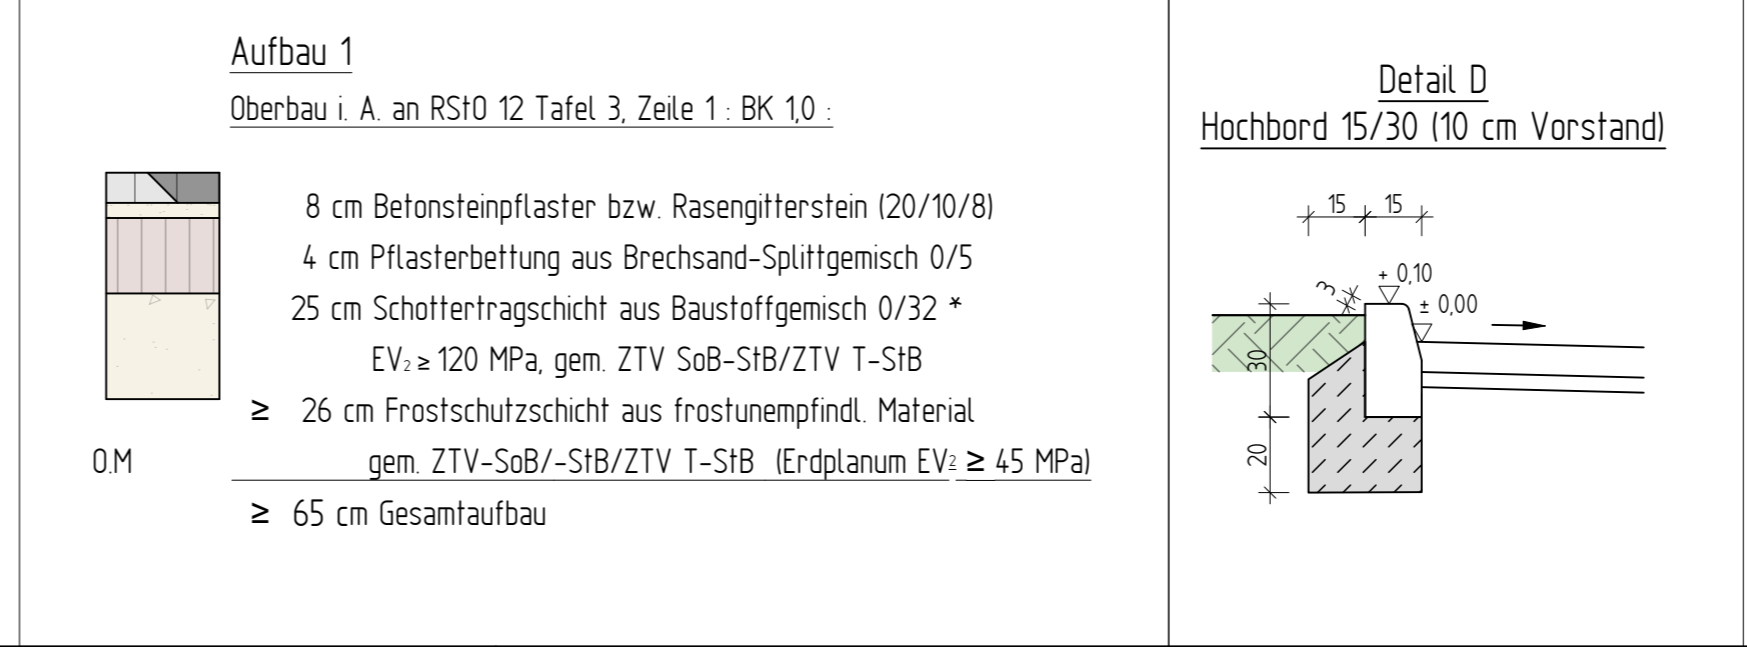 Aufbau 1
Oberbau i. A. an RStO 12 Tafel 3, Zeile 1 : BK 1,0 :
8 cm Betonsteinpflaster bzw. Rasengitterstein (20/10/8)
4 cm Pflasterbettung aus Brechsand-Splittgemisch 0/5
25 cm Schottertragschicht aus Baustoffgemisch 0/32 *
EV₂ ≥ 120 MPa, gem. ZTV SoB-StB/ZTV T-StB
≥ 26 cm Frostschutzschicht aus frostunempfindl. Material
O.M
gem. ZTV-SoB/-StB/ZTV T-StB (Erdplanum EV² ≥ 45 MPa)
≥ 65 cm Gesamtaufbau
Detail D
Hochbord 15/30 (10 cm Vorstand)
15 15
+ 0,10
3
± 0,00
30
20